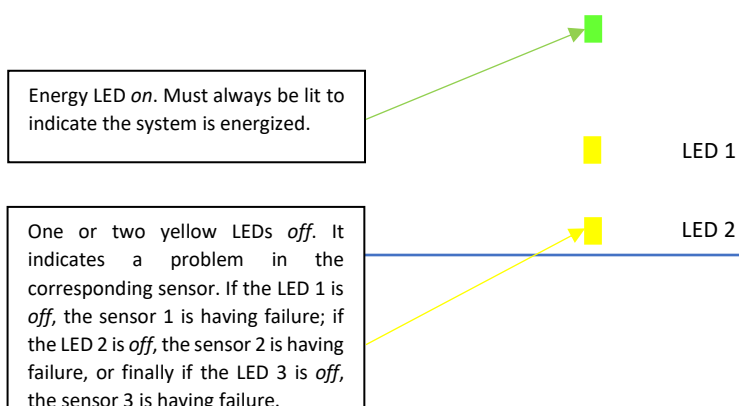 Energy LED on. Must always be lit to
indicate the system is energized.
LED 1
One or two yellow LEDs off. It
indicates a problem in the
corresponding sensor. If the LED 1 is
off, the sensor 1 is having failure; if
the LED 2 is off, the sensor 2 is having
failure, or finally if the LED 3 is off,
the sensor 3 is having failure.
LED 2